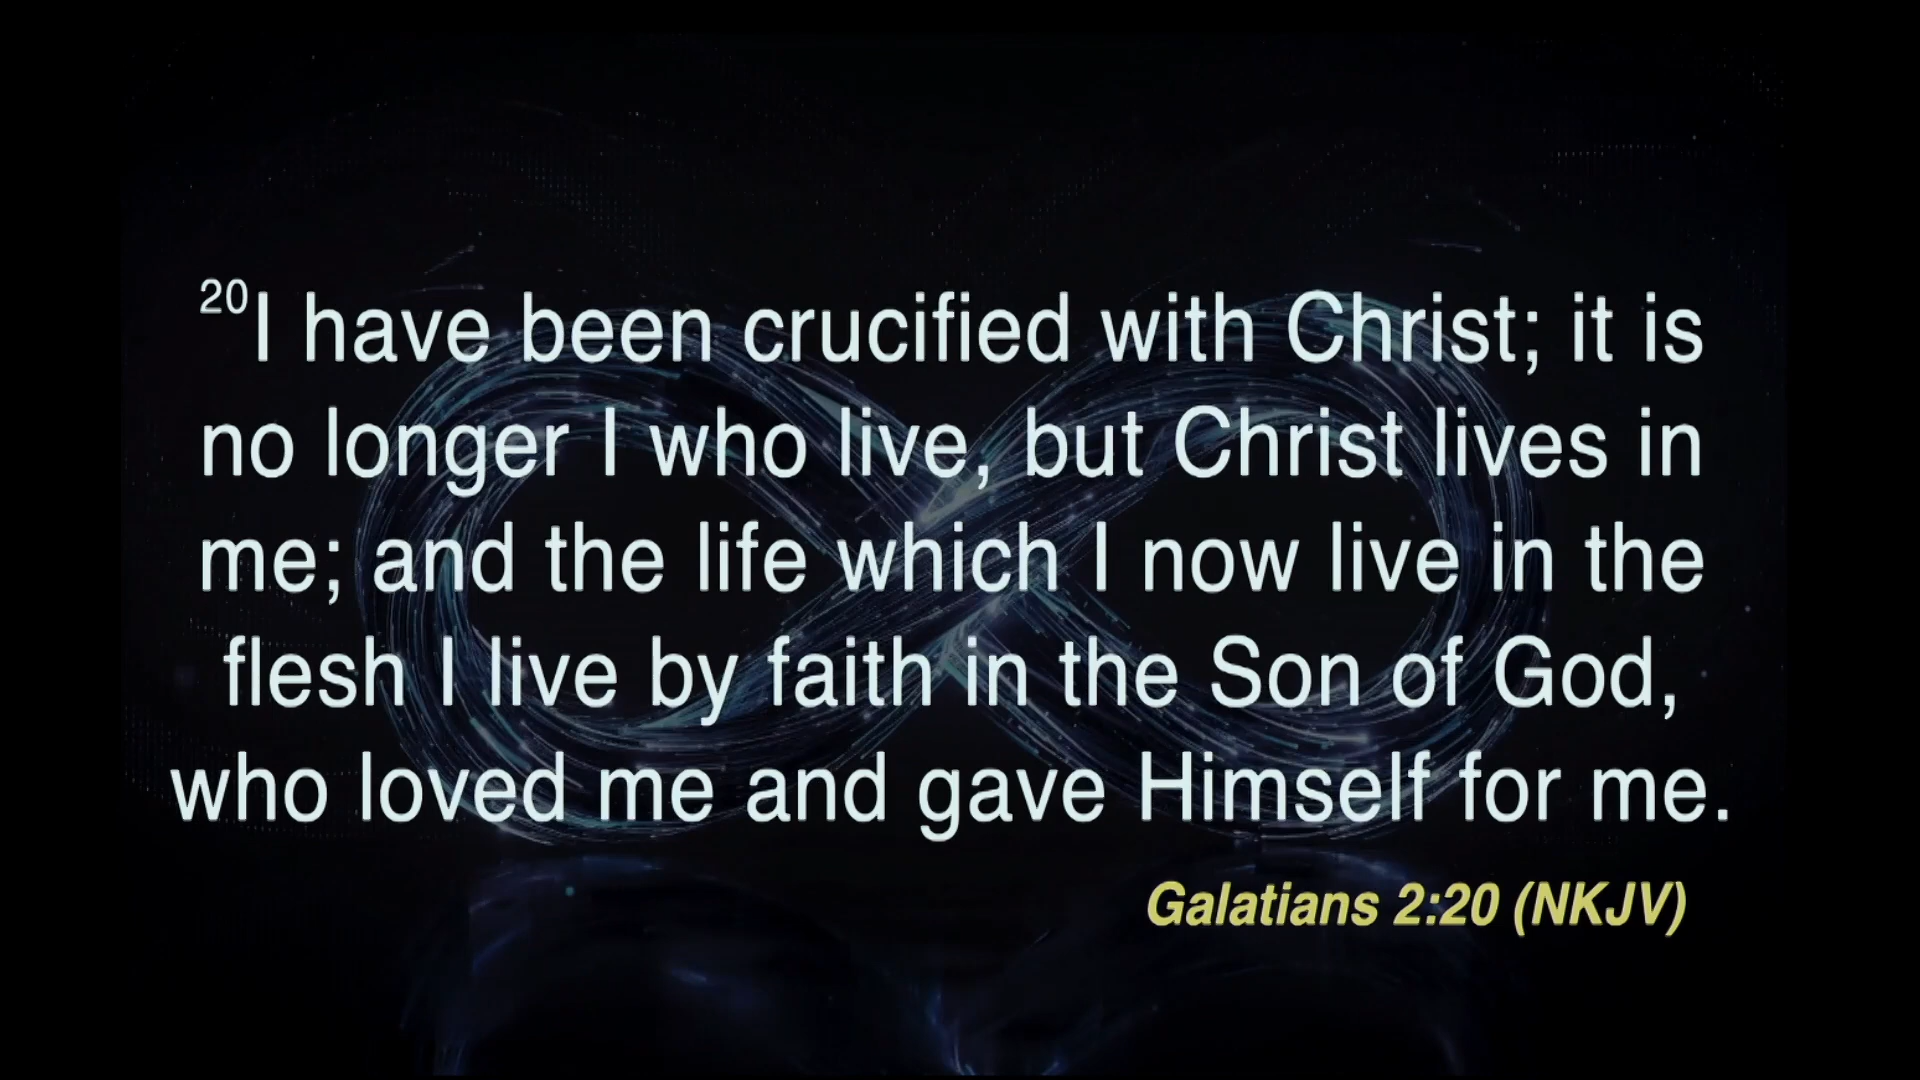 20I have been crucified with Christ; it is
no longer I who live, but Christ lives in
me; and the life which I now live in the
flesh I live by faith in the Son of God,
who loved me and gave Himself for me.
Galatians 2:20 (NKJV)